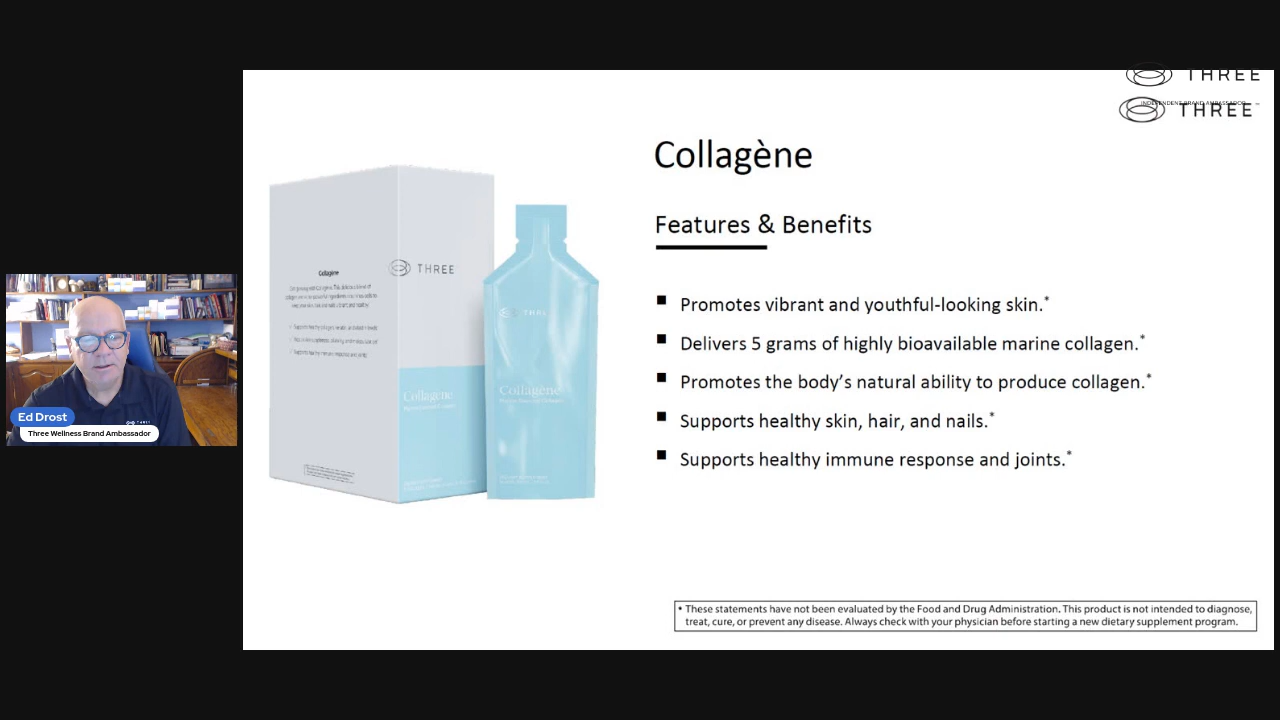 THREE
INDEPENDENT BRAND AMBASSADOR
THREE
Collagène
Features & Benefits
■ Promotes vibrant and youthful-looking skin.*
■ Delivers 5 grams of highly bioavailable marine collagen.*
■ Promotes the body’s natural ability to produce collagen.*
■ Supports healthy skin, hair, and nails.*
■ Supports healthy immune response and joints.*
* These statements have not been evaluated by the Food and Drug Administration. This product is not intended to diagnose,
treat, cure, or prevent any disease. Always check with your physician before starting a new dietary supplement program.
Collagène
THREE
Collagène
THREE
Collagène
Ed Drost
Three Wellness Brand Ambassador